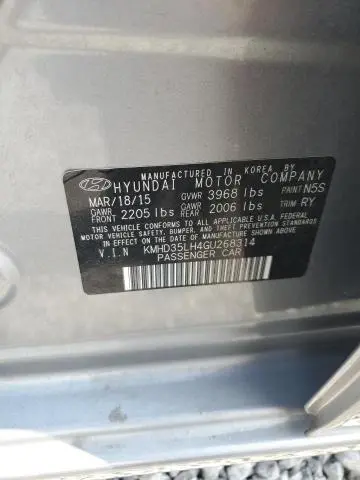 MANUFACTURED IN KOREA BY
HYUNDAI MOTOR COMPANY
MAR/18/15 GVWR 3968 lbs PAINT N5S
GAWR FRONT 2205 lbs GAWR REAR 2006 lbs TRIM RY
THIS VEHICLE CONFORMS TO ALL APPLICABLE U.S. FEDERAL
MOTOR VEHICLE SAFETY, BUMPER, AND THEFT PREVENTION
STANDARDS IN EFFECT ON THE DATE OF MANUFACTURE SHOWN ABOVE.
V.I.N KMHD35LH4GU268314
PASSENGER CAR